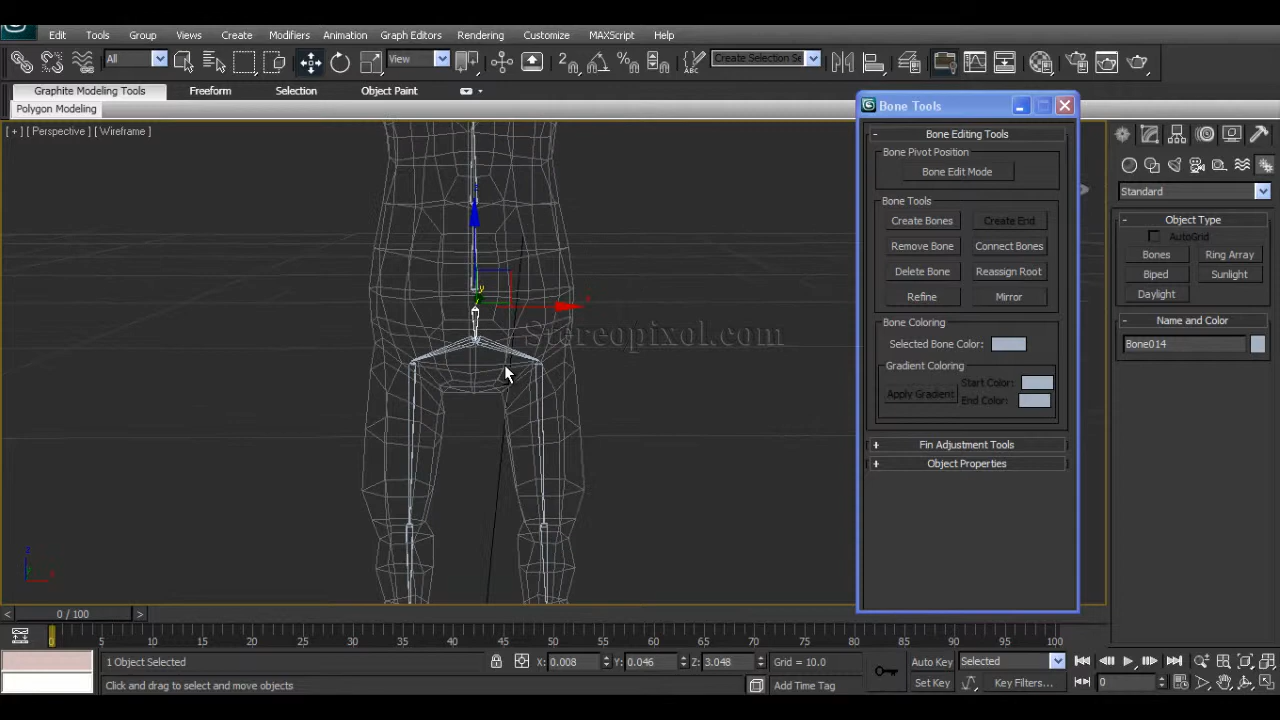 Edit Tools Group Views Create Modifiers Animation Graph Editors Rendering Customize MAXScript Help
All View Create Selection Se
Graphite Modeling Tools Freeform Selection Object Paint
Polygon Modeling
[ + ] [ Perspective ] [ Wireframe ]
Bone Tools
Bone Editing Tools
Bone Pivot Position
Bone Edit Mode
Bone Tools
Create Bones Create End
Remove Bone Connect Bones
Delete Bone Reassign Root
Refine Mirror
Bone Coloring
Selected Bone Color:
Gradient Coloring
Apply Gradient Start Color:
End Color:
Fin Adjustment Tools
Object Properties
Standard
Object Type
AutoGrid
Bones Ring Array
Biped Sunlight
Daylight
Name and Color
Bone014
Stereopixol.com
0 / 100
0 5 10 15 20 25 30 35 40 45 50 55 60 65 70 75 80 85 90 95 100
1 Object Selected X: 0.008 Y: 0.046 Z: 3.048 Grid = 10.0 Auto Key Selected
Click and drag to select and move objects Add Time Tag Set Key Key Filters... 0